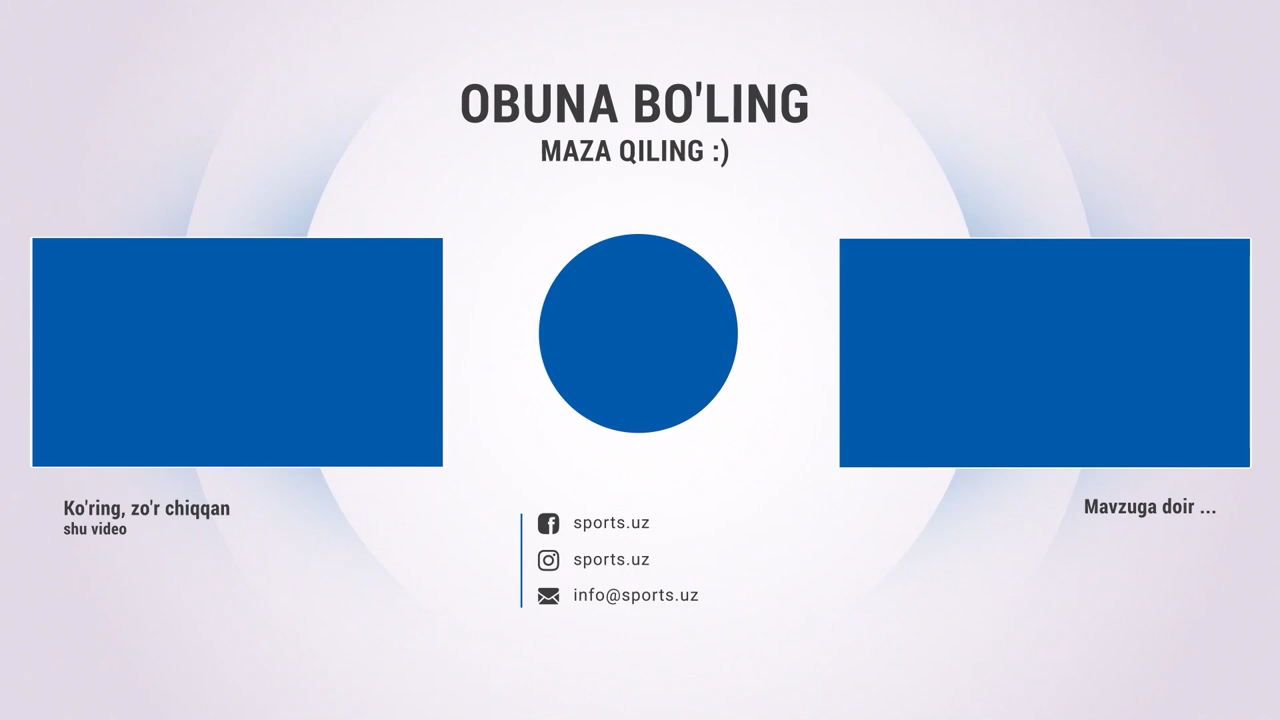 OBUNA BO'LING
MAZA QILING :)
Ko'ring, zo'r chiqqan
shu video
Mavzuga doir ...
sports.uz
sports.uz
info@sports.uz